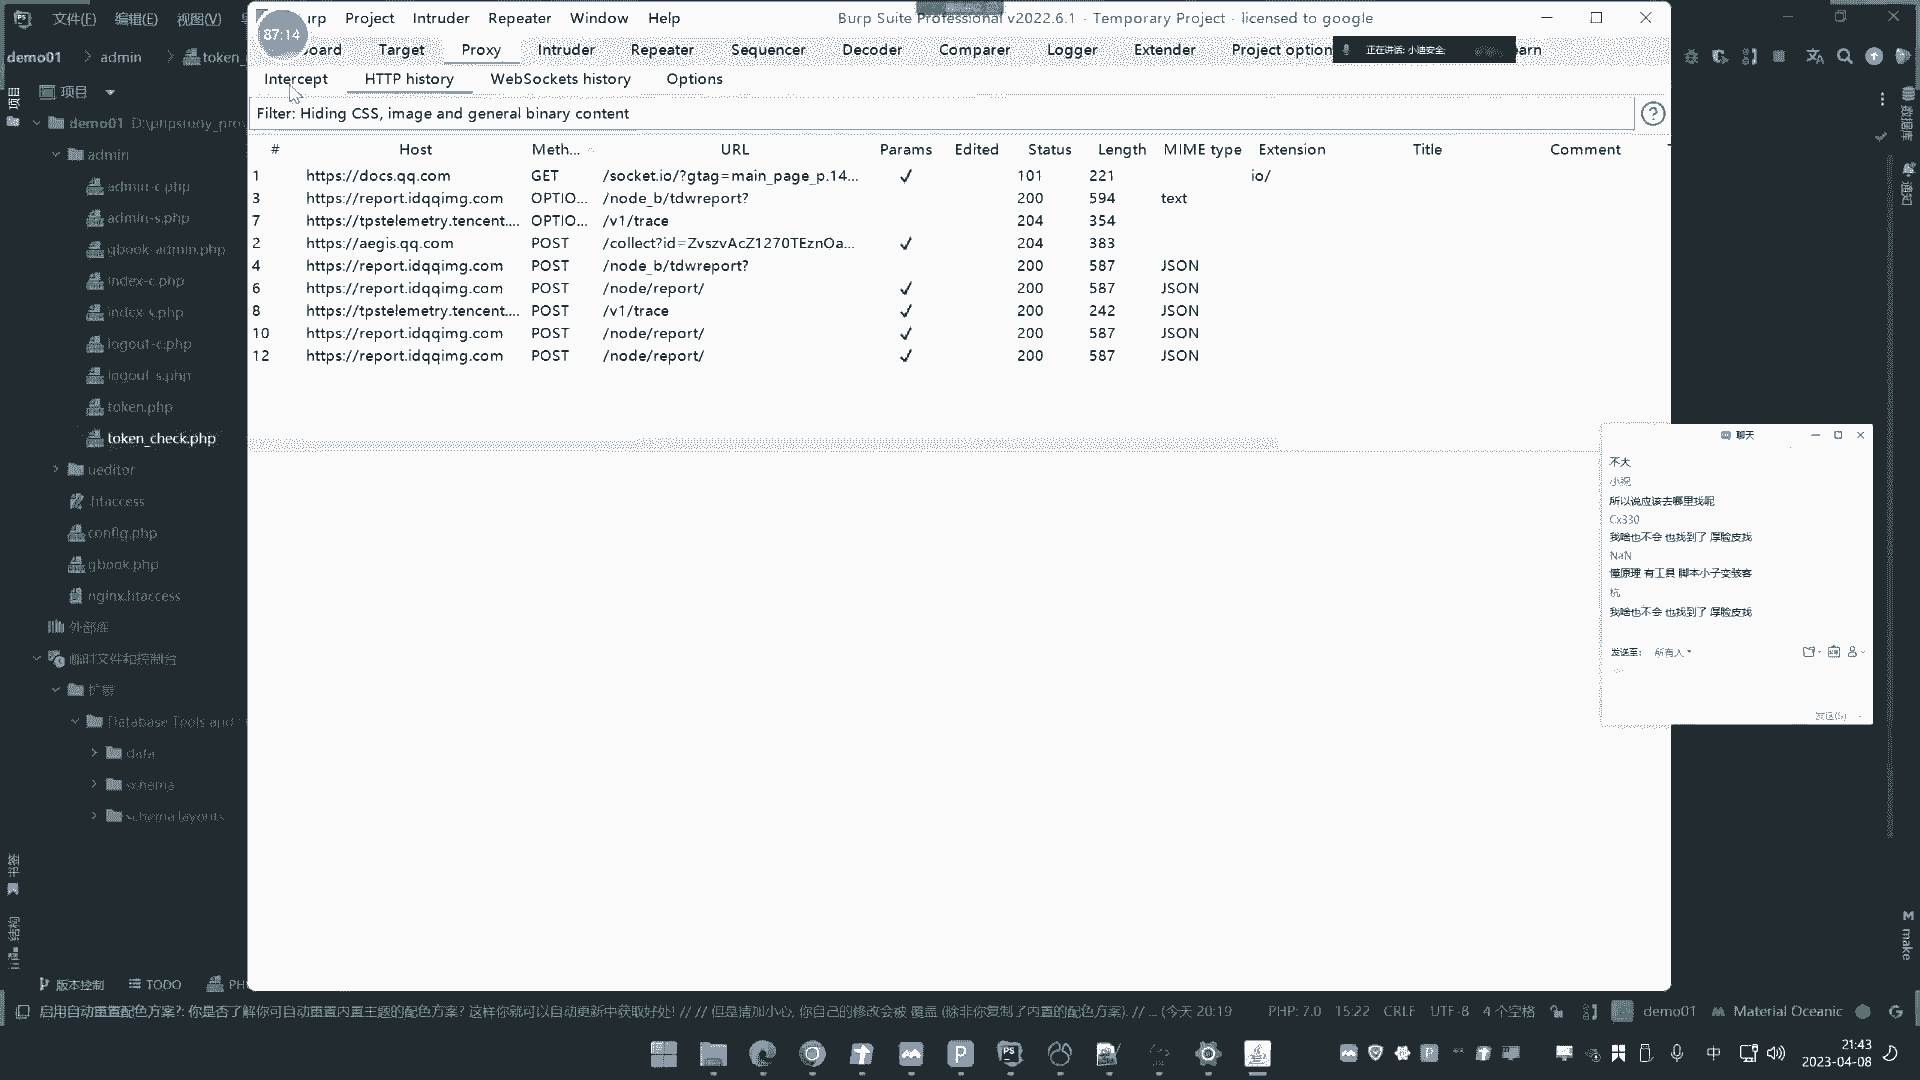 文件(F) 编辑(E) 视图(V)
87:14
Burp Project Intruder Repeater Window Help
Burp Suite Professional v2022.6.1 - Temporary Project - licensed to google
Target Proxy Intruder Repeater Sequencer Decoder Comparer Logger Extender Project option
正在讲话: 小迪安全;
Intercept HTTP history WebSockets history Options
Filter: Hiding CSS, image and general binary content
# Host Meth... URL Params Edited Status Length MIME type Extension Title Comment
1 https://docs.qq.com GET /socket.io/?gtag=main_page_p.14... ✓ 101 221 io/
3 https://report.idqqimg.com OPTIO... /node_b/tdwreport? 200 594 text
7 https://tpstelemetry.tencent.... OPTIO... /v1/trace 204 354
2 https://aegis.qq.com POST /collect?id=ZvszvAcZ1270TEznOa... ✓ 204 383
4 https://report.idqqimg.com POST /node_b/tdwreport? 200 587 JSON
6 https://report.idqqimg.com POST /node/report/ ✓ 200 587 JSON
8 https://tpstelemetry.tencent.... POST /v1/trace ✓ 200 242 JSON
10 https://report.idqqimg.com POST /node/report/ ✓ 200 587 JSON
12 https://report.idqqimg.com POST /node/report/ ✓ 200 587 JSON
demo01 admin token_
项目
项目
demo01
admin
admin-c.php
admin-s.php
gbook-admin.php
index-c.php
index-s.php
logout-c.php
logout-s.php
token.php
token_check.php
ueditor
.htaccess
config.php
gbook.php
nginx.htaccess
外部库
临时文件和控制台
扩展
Database Tools and
data
schema
schema layouts
书签
结构
数据库
通知
make
聊天
不大
小祝
所以说应该去哪里找呢
Cx330
我啥也不会 也找到了 厚脸皮找
NaN
懂原理 有工具 脚本小子变骇客
杭
我啥也不会 也找到了 厚脸皮找
发送至: 所有人
发送(S)
版本控制 TODO
启用自动重置配色方案?: 你是否了解你可自动重置内置主题的配色方案? 这样你就可以自动更新中获取好处! // // 但是请加小心, 你自己的修改会被 覆盖 (除非你复制了内置的配色方案). // ... (今天 20:19
PHP: 7.0 15:22 CRLF UTF-8 4 个空格 demo01 Material Oceanic
中
21:43
2023-04-08